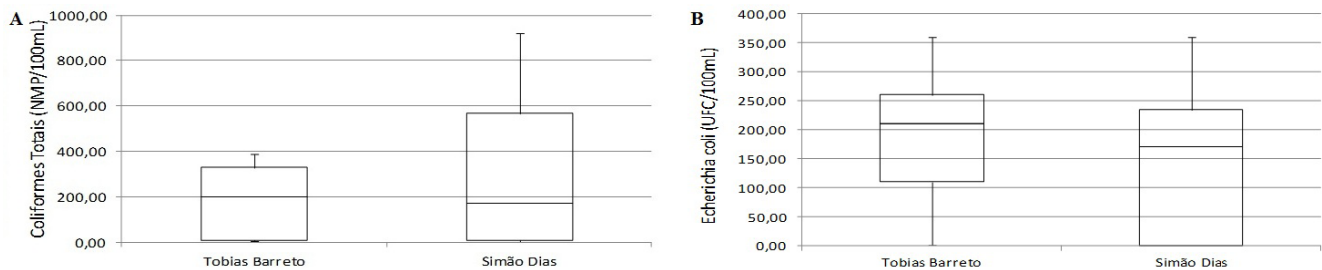 A
Coliformes Totais (NMP/100mL)
1000,00
800,00
600,00
400,00
200,00
0,00
Tobias Barreto
Simão Dias
B
Echerichia coli (UFC/100mL)
400,00
350,00
300,00
250,00
200,00
150,00
100,00
50,00
0,00
Tobias Barreto
Simão Dias